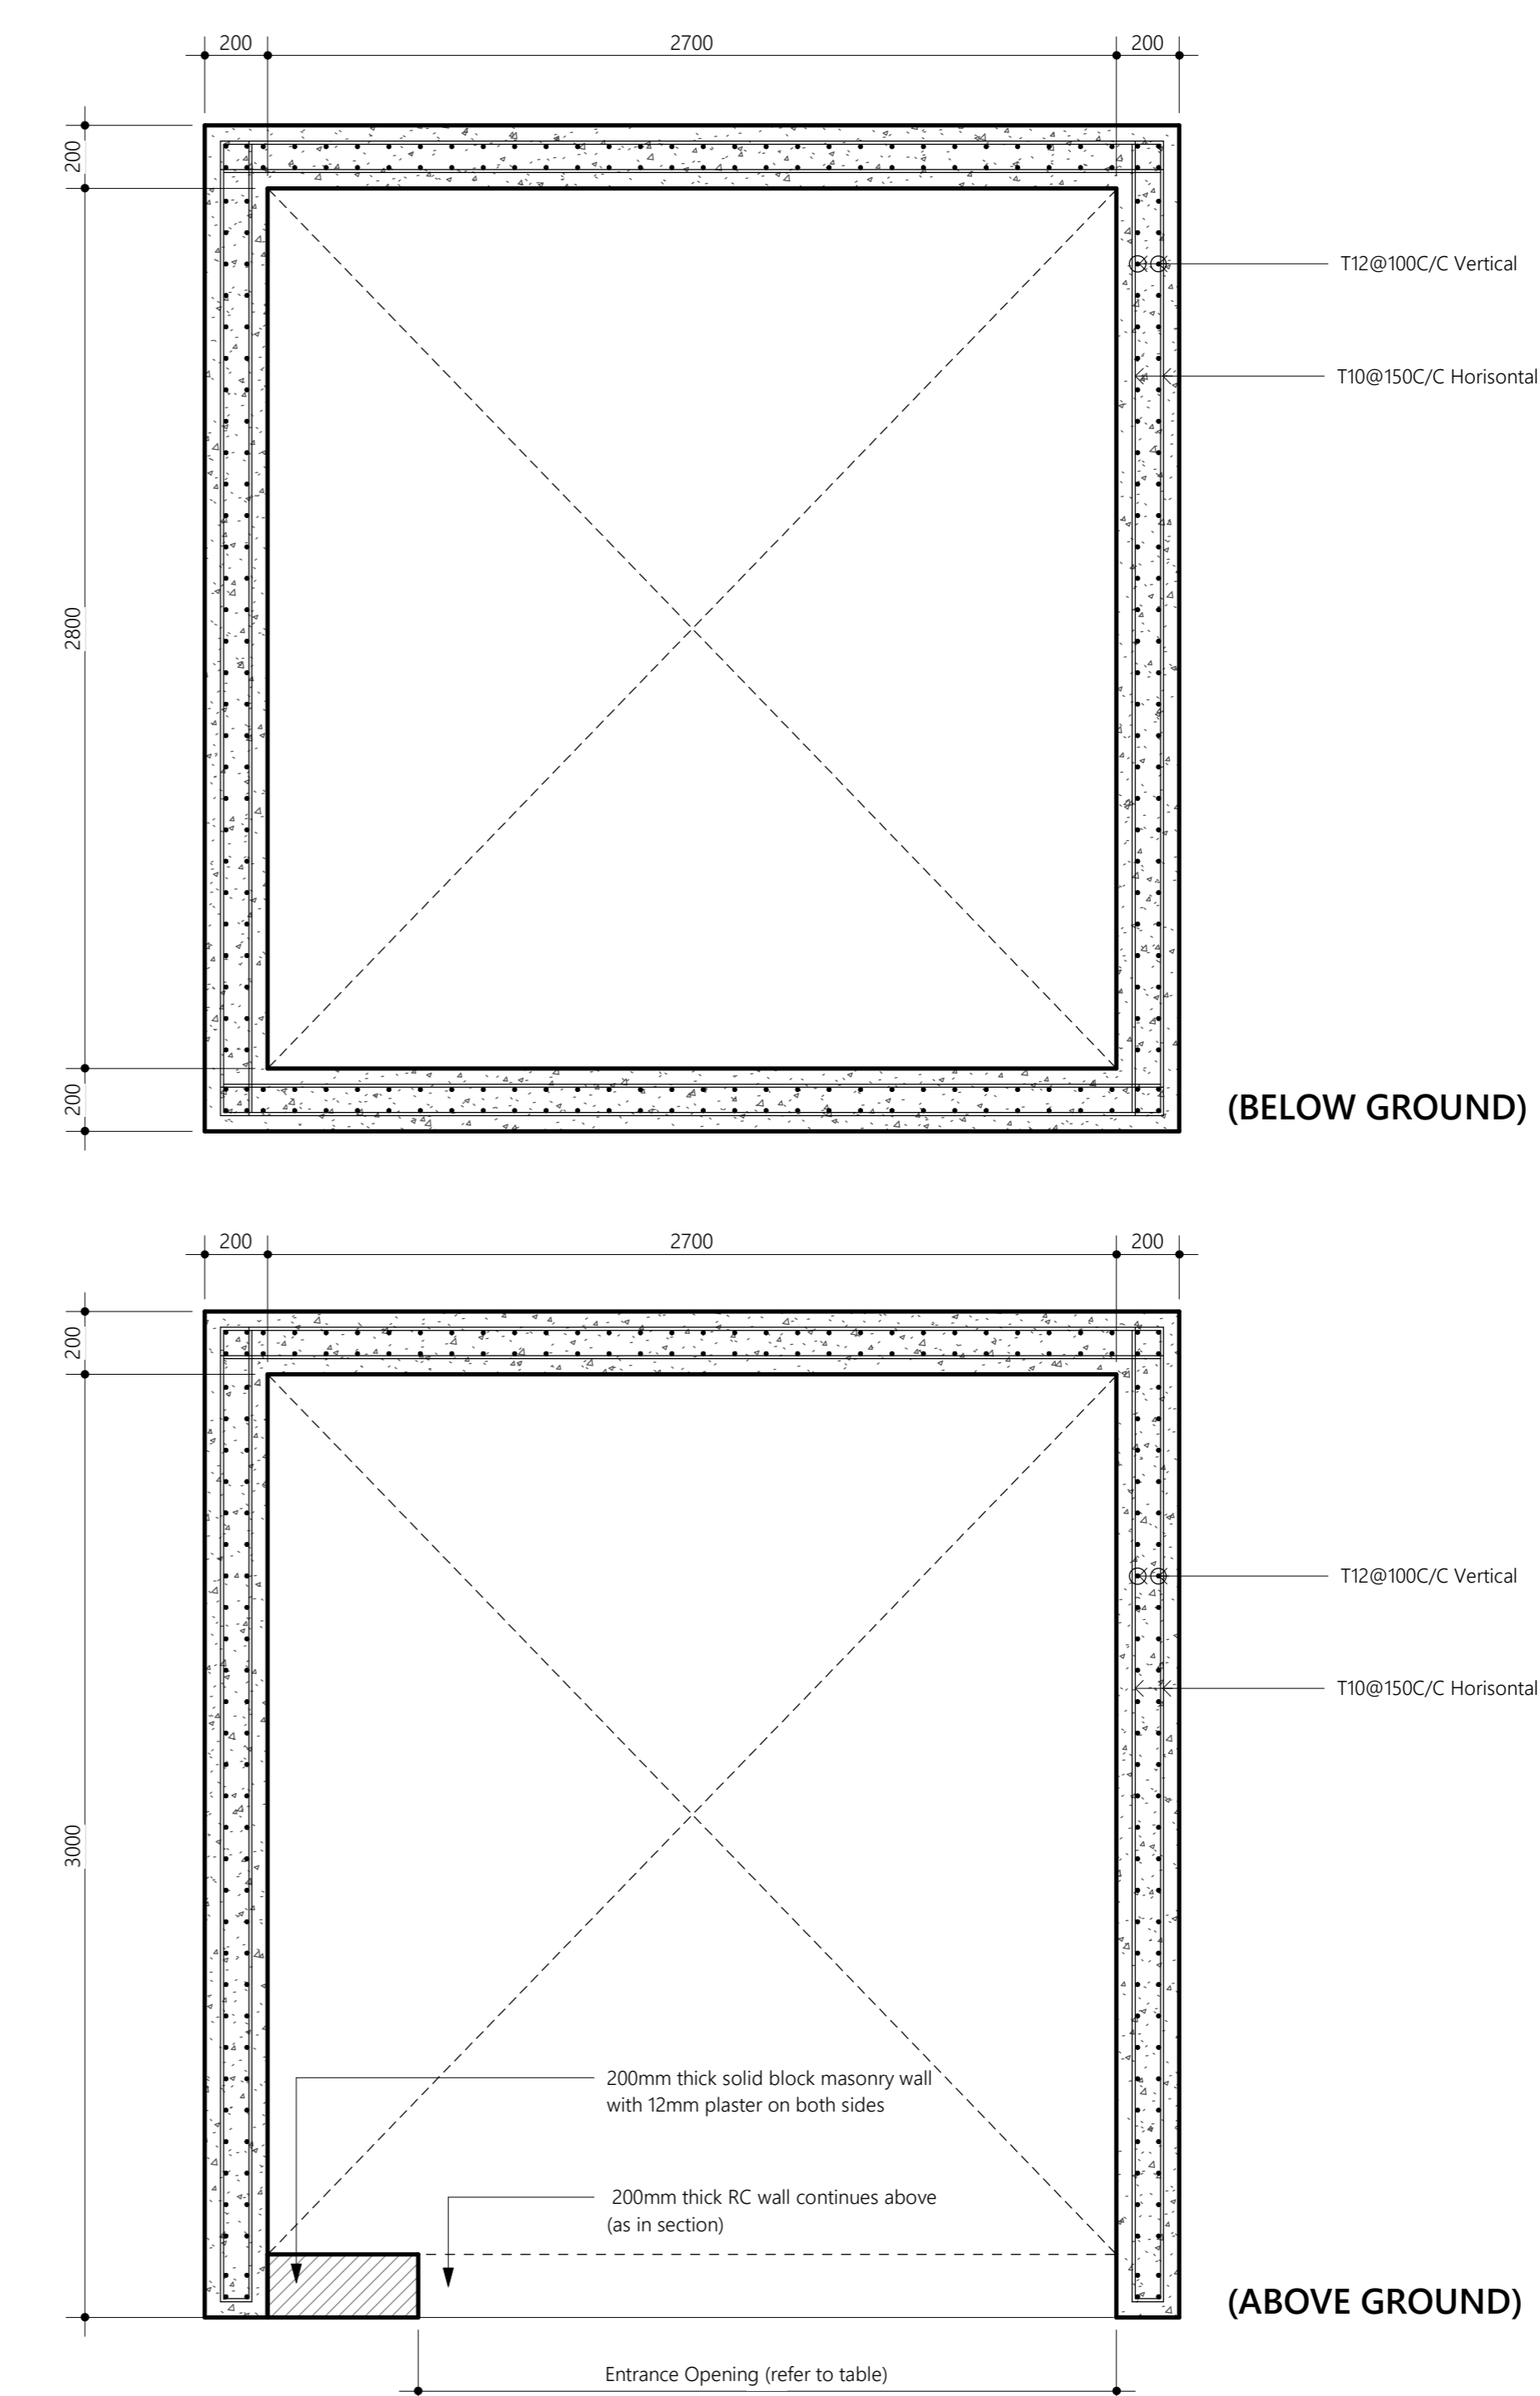 200 2700 200
200
T12@100C/C Vertical
T10@150C/C Horisontal
2800
200
(BELOW GROUND)
200 2700 200
200
T12@100C/C Vertical
T10@150C/C Horisontal
3000
200mm thick solid block masonry wall
with 12mm plaster on both sides
200mm thick RC wall continues above
(as in section)
(ABOVE GROUND)
Entrance Opening (refer to table)